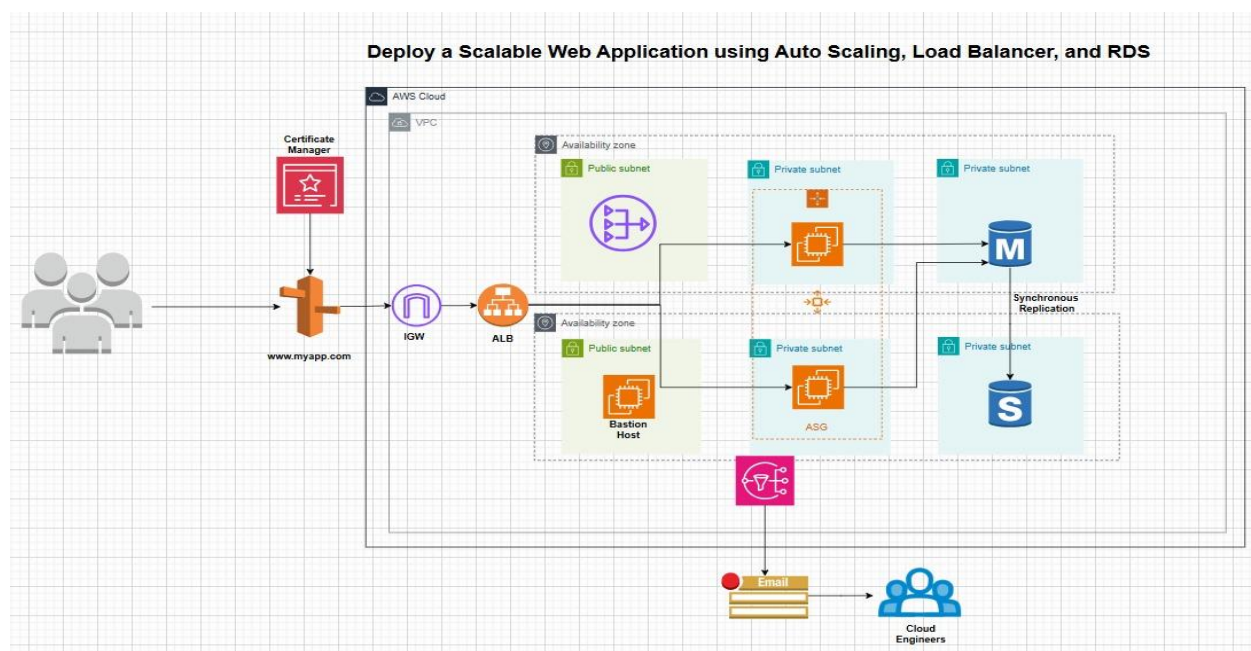 Deploy a Scalable Web Application using Auto Scaling, Load Balancer, and RDS
AWS Cloud
VPC
Certificate
Manager
Availability zone
Public subnet
Private subnet
Private subnet
M
Synchronous
Replication
www.myapp.com
IGW
ALB
Availability zone
Public subnet
Private subnet
Private subnet
Bastion
Host
ASG
S
Email
Cloud
Engineers